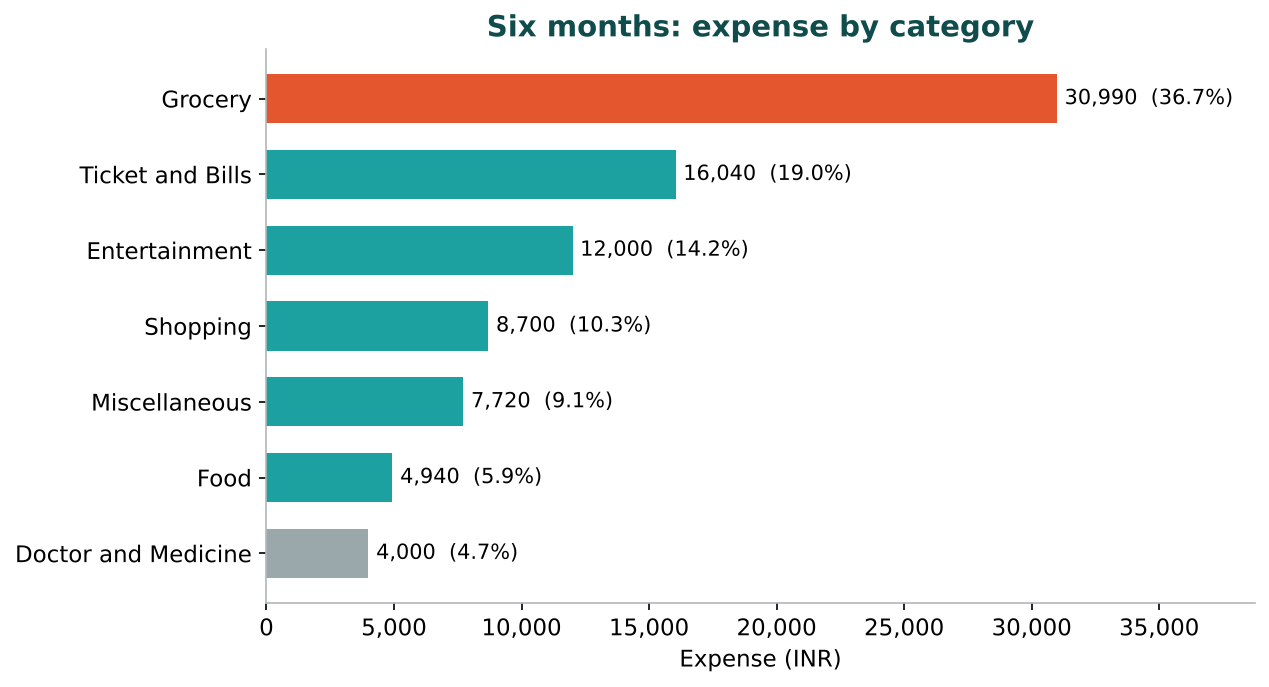 Six months: expense by category
Grocery 30,990 (36.7%)
Ticket and Bills 16,040 (19.0%)
Entertainment 12,000 (14.2%)
Shopping 8,700 (10.3%)
Miscellaneous 7,720 (9.1%)
Food 4,940 (5.9%)
Doctor and Medicine 4,000 (4.7%)
0 5,000 10,000 15,000 20,000 25,000 30,000 35,000
Expense (INR)